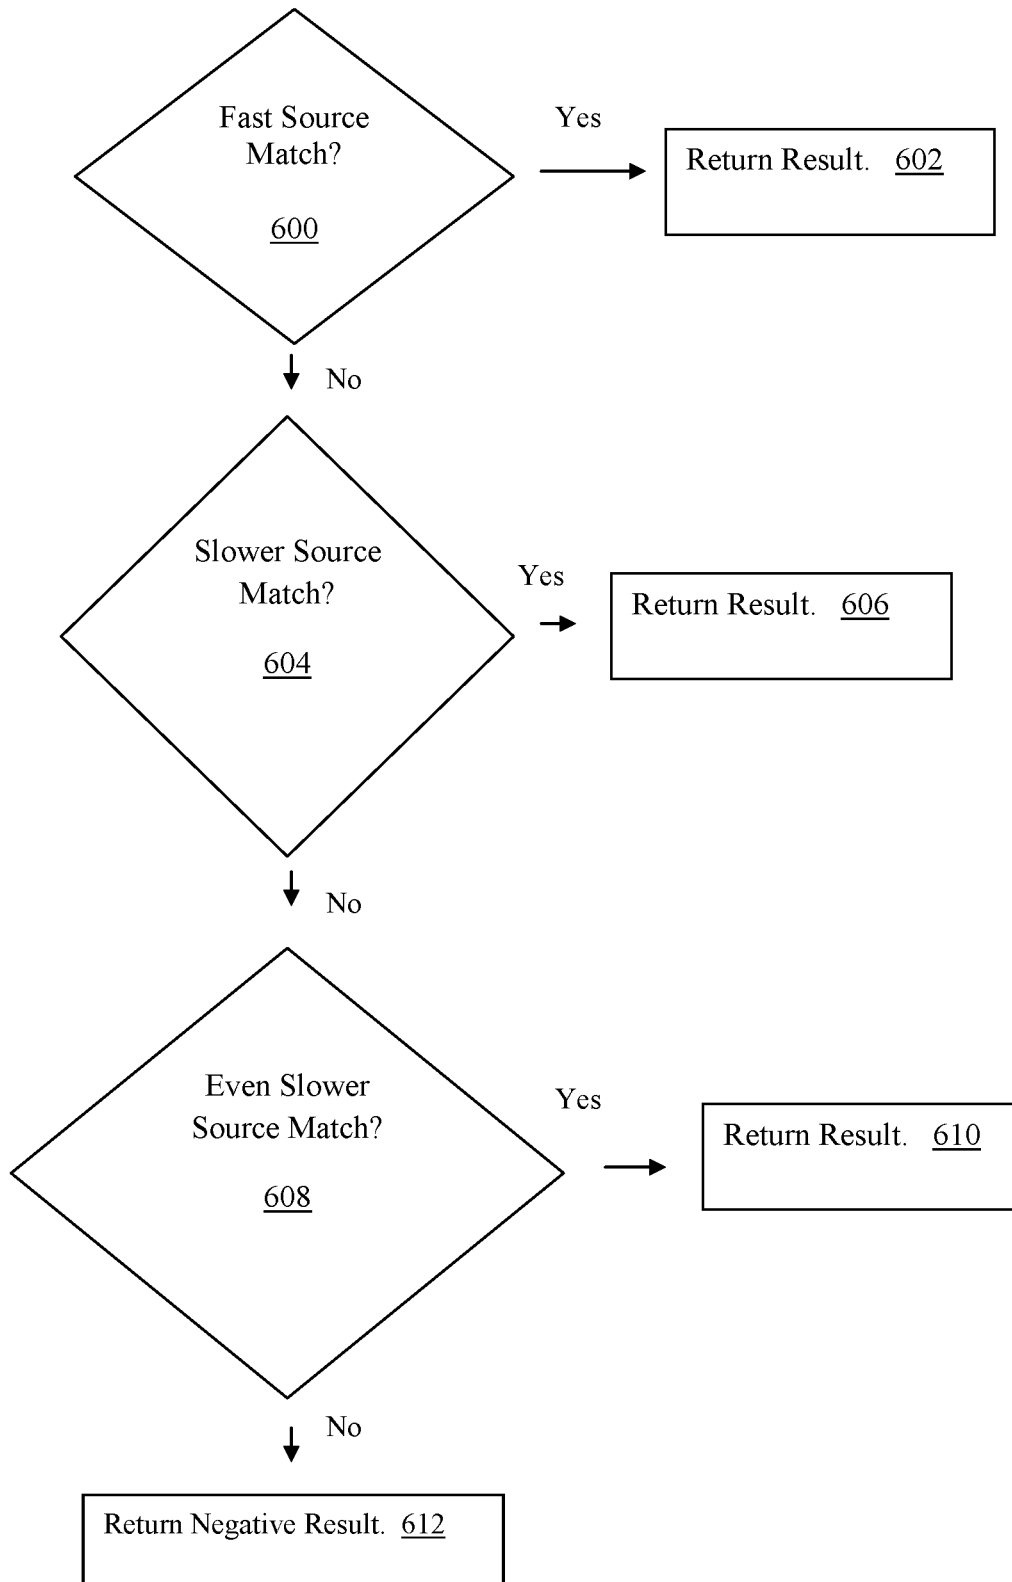 Fast Source
Match?
600
Yes
Return Result. 602
No
Slower Source
Match?
604
Yes
Return Result. 606
No
Even Slower
Source Match?
608
Yes
Return Result. 610
No
Return Negative Result. 612